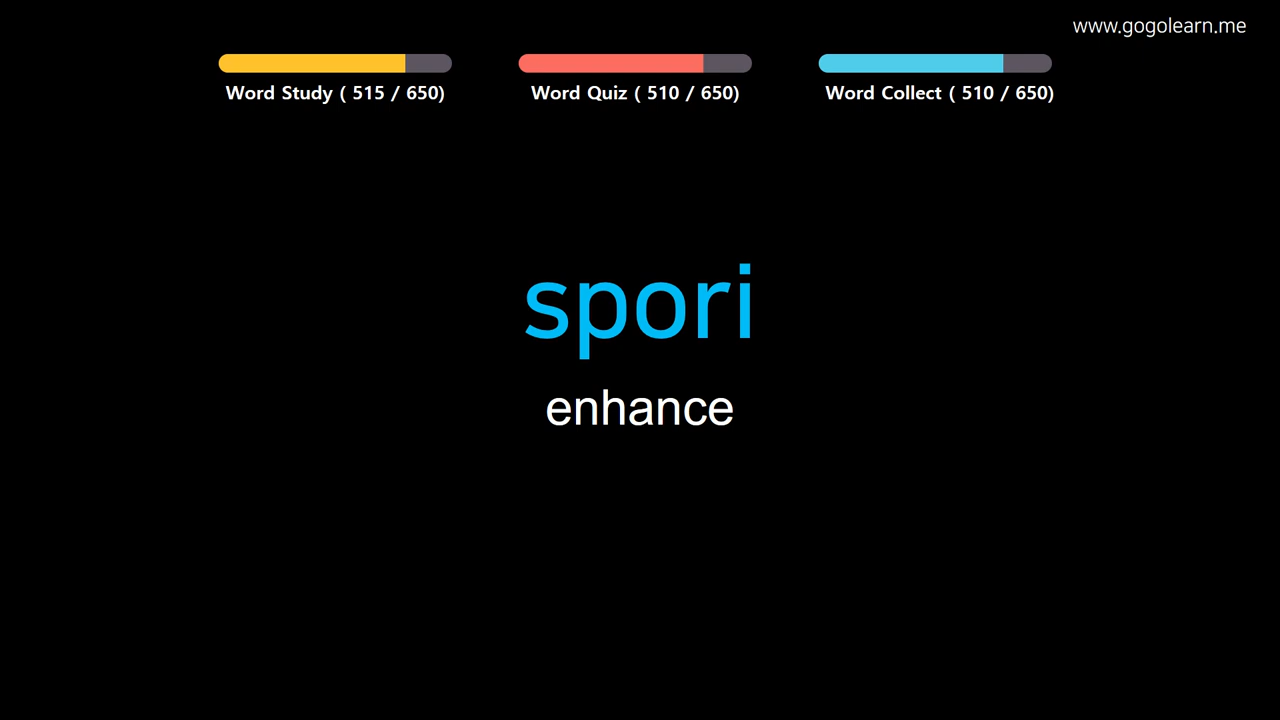 www.gogolearn.me
Word Study ( 515 / 650)
Word Quiz ( 510 / 650)
Word Collect ( 510 / 650)
spori
enhance